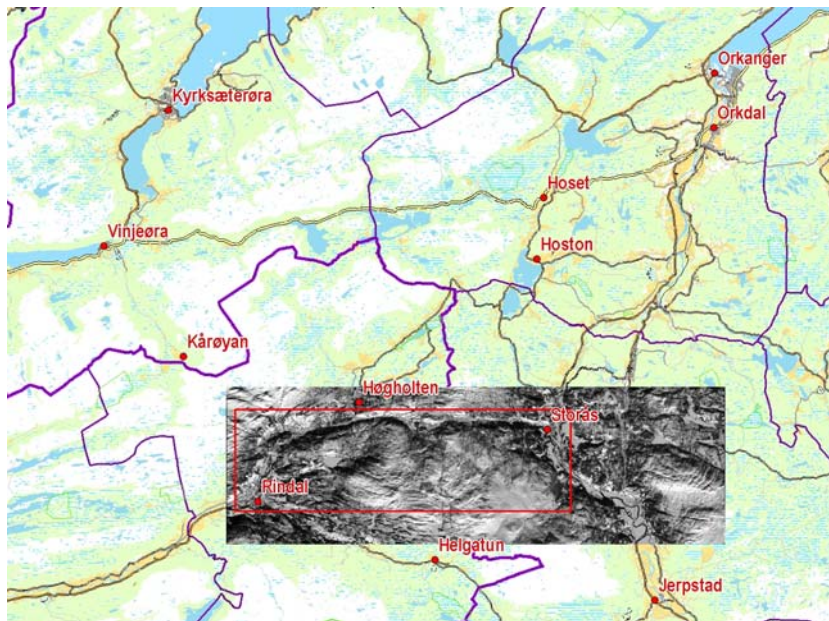 Orkanger
Kyrksæterøra
Orkdal
Hoset
Vinjeøra
Hoston
Kårøyan
Høgholten
Storås
Rindal
Helgatun
Jerpstad